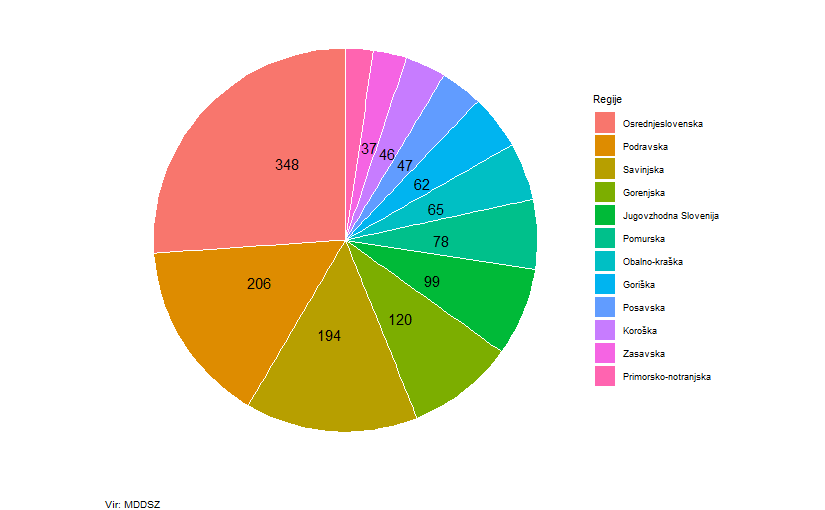 37
46
47
62
65
78
99
120
194
206
348
Regije
Osrednjeslovenska
Podravska
Savinjska
Gorenjska
Jugovzhodna Slovenija
Pomurska
Obalno-kraška
Goriška
Posavska
Koroška
Zasavska
Primorsko-notranjska
Vir: MDDSZ